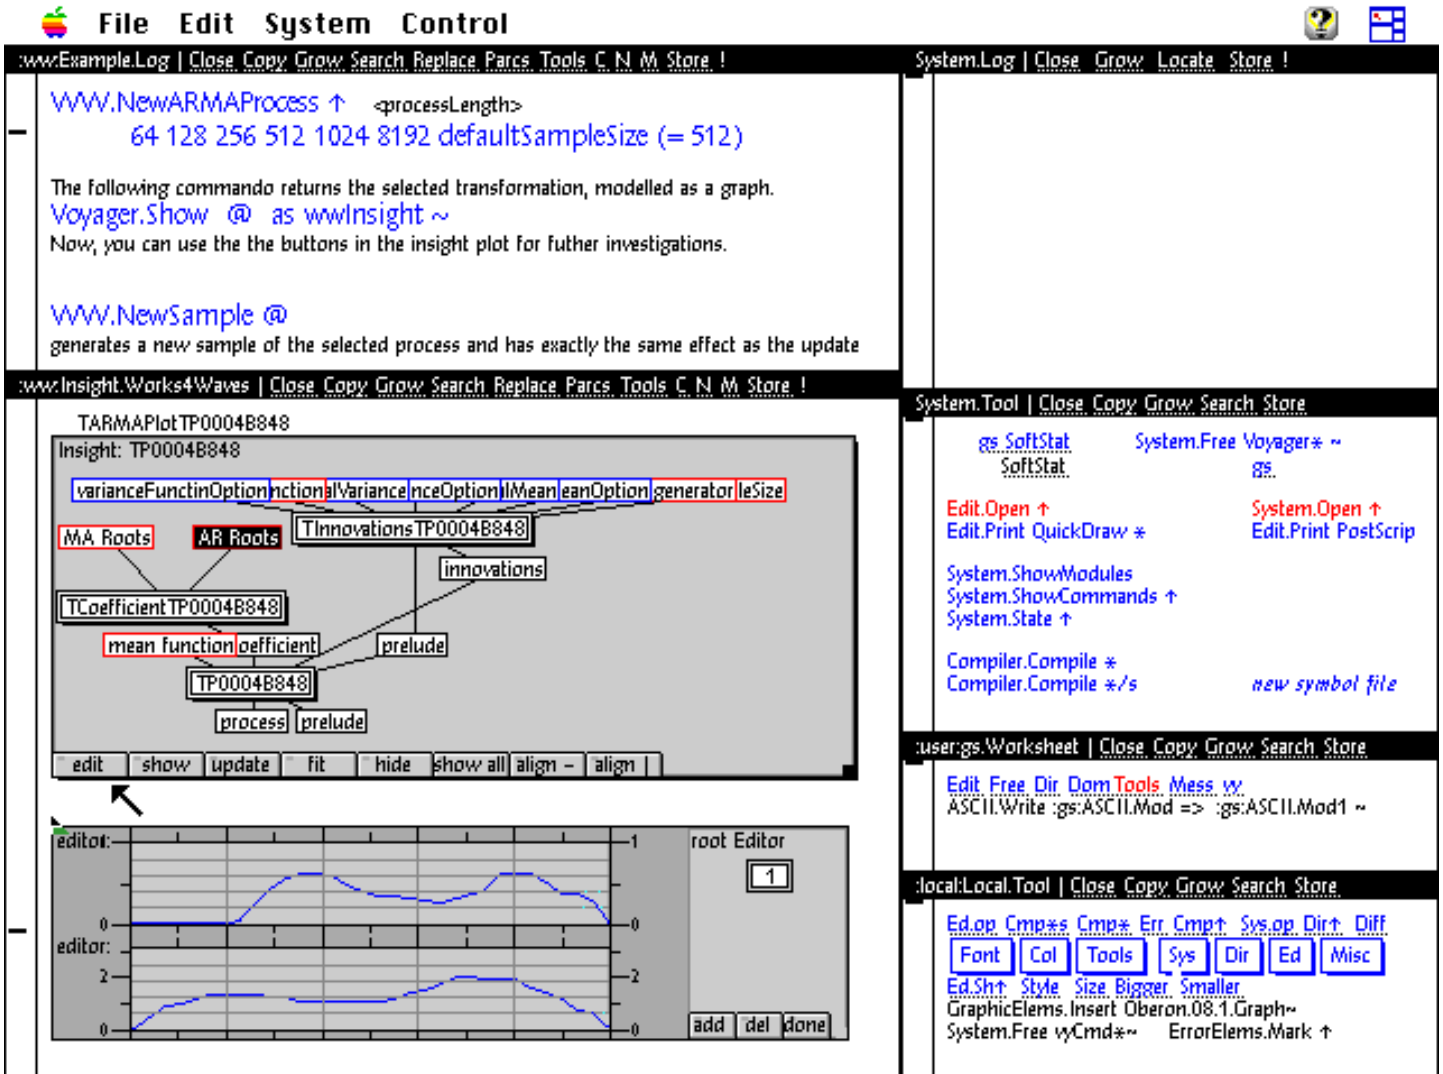 File Edit System Control
:ww:Example.Log | Close Copy Grow Search Replace Parcs Tools C N M Store !
WW.NewARMAProcess ↑ <processLength>
64 128 256 512 1024 8192 defaultSampleSize (= 512)
The following commando returns the selected transformation, modelled as a graph.
Voyager.Show @ as wwInsight ~
Now, you can use the the buttons in the insight plot for futher investigations.
WW.NewSample @
generates a new sample of the selected process and has exactly the same effect as the update
:ww:Insight.Works4Waves | Close Copy Grow Search Replace Parcs Tools C N M Store !
TARMAPlotTP0004B848
Insight: TP0004B848
varianceFunctinOption nction alVariance nceOption lMean eanOption generator leSize
MA Roots AR Roots TInnovationsTP0004B848
innovations
TCoefficientTP0004B848
mean function oefficient prelude
TP0004B848
process prelude
edit show update fit hide show all align – align |
editor: 1 root Editor
1
0 0
editor:
2 2
0 0 add del done
System.Log | Close Grow Locate Store !
System.Tool | Close Copy Grow Search Store
gs SoftStat System.Free Voyager* ~
SoftStat gs
Edit.Open ↑ System.Open ↑
Edit.Print QuickDraw * Edit.Print PostScrip
System.ShowModules
System.ShowCommands ↑
System.State ↑
Compiler.Compile *
Compiler.Compile */s new symbol file
:user:gs.Worksheet | Close Copy Grow Search Store
Edit Free Dir Dom Tools Mess vy
ASCII.Write :gs:ASCII.Mod => :gs:ASCII.Mod1 ~
:local:Local.Tool | Close Copy Grow Search Store
Ed.op Cmp*s Cmp* Err Cmp↑ Sys.op Dir↑ Diff
Font Col Tools Sys Dir Ed Misc
Ed.Sh↑ Style Size Bigger Smaller
GraphicElems.Insert Oberon.08.1.Graph~
System.Free vyCmd*~ ErrorElems.Mark ↑